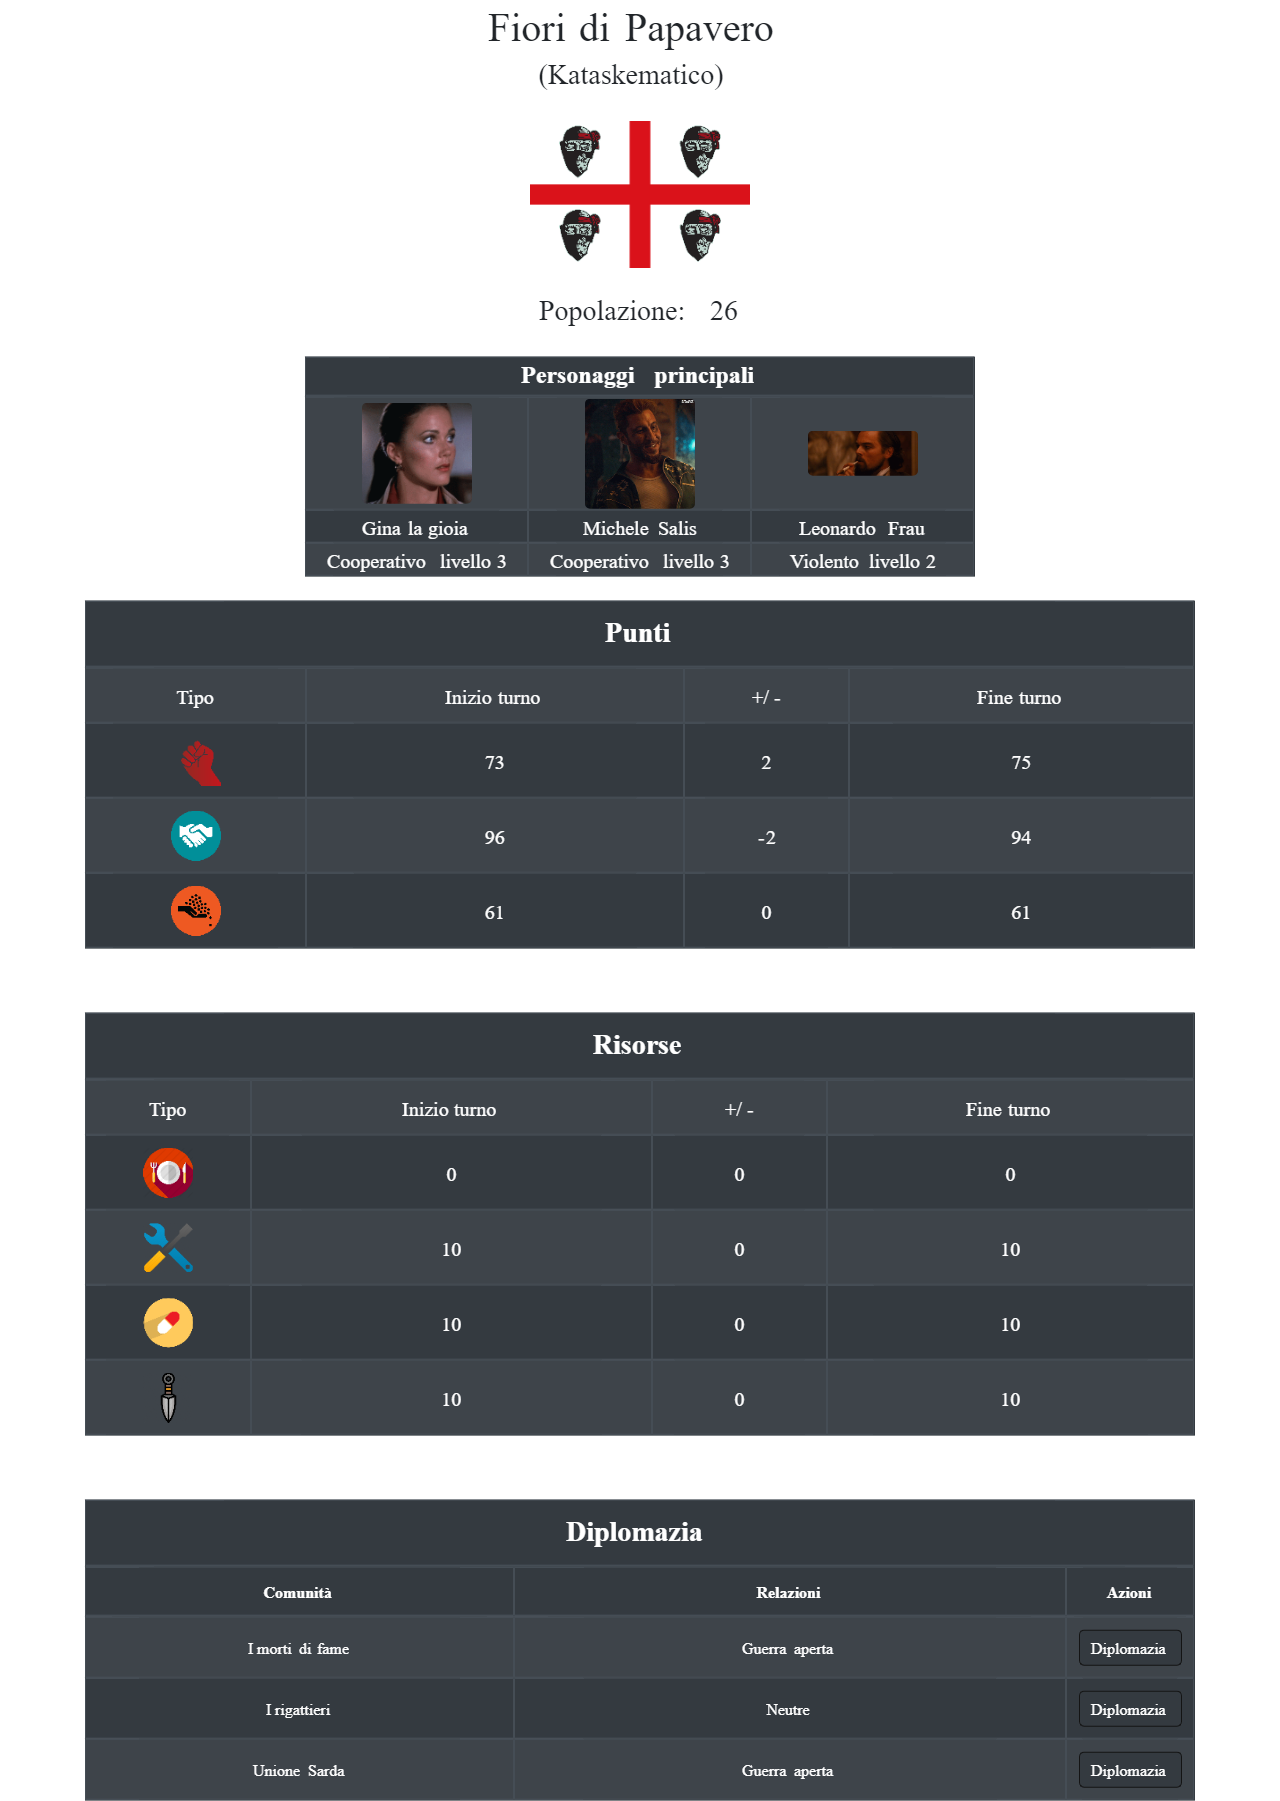 Fiori di Papavero
(Kataskematico)
Popolazione: 26
Personaggi principali
Gina la gioia Michele Salis Leonardo Frau
Cooperativo livello 3 Cooperativo livello 3 Violento livello 2
Punti
Tipo Inizio turno +/ - Fine turno
73 2 75
96 -2 94
61 0 61
Risorse
Tipo Inizio turno +/ - Fine turno
0 0 0
10 0 10
10 0 10
10 0 10
Diplomazia
Comunità Relazioni Azioni
I morti di fame Guerra aperta Diplomazia
I rigattieri Neutre Diplomazia
Unione Sarda Guerra aperta Diplomazia